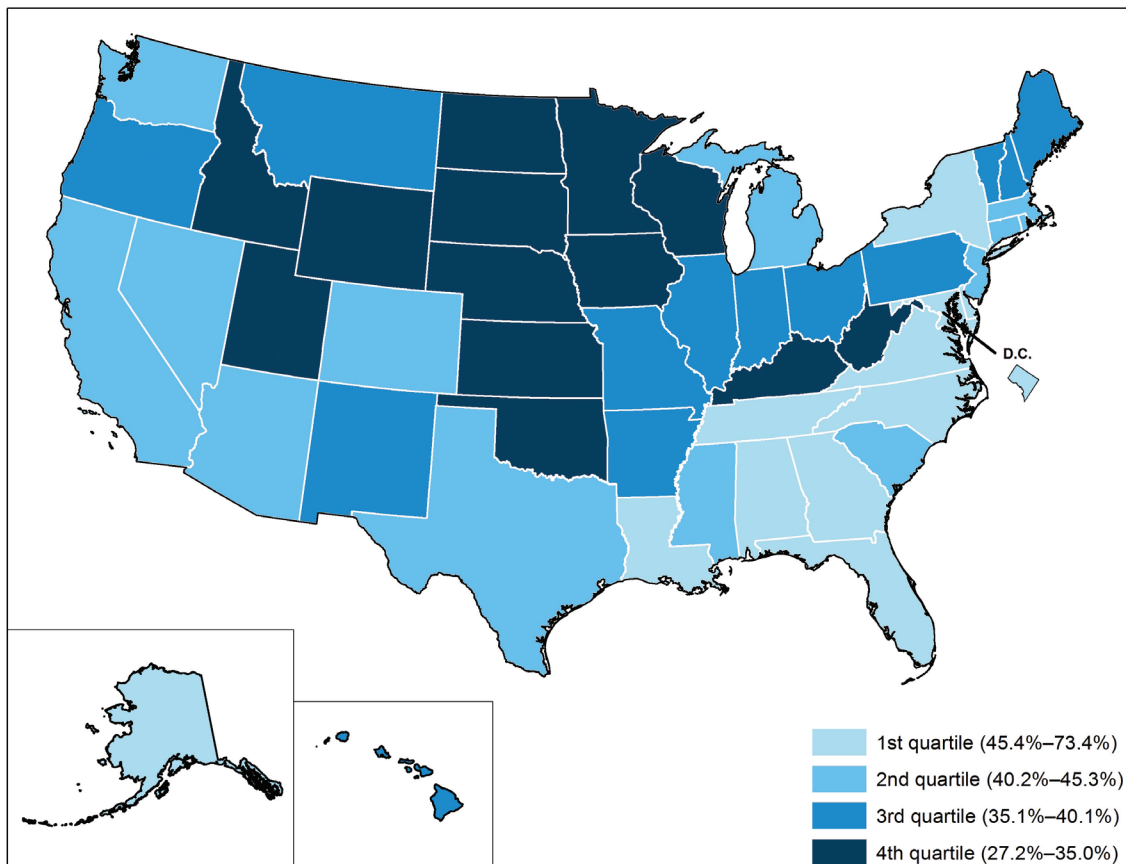 D.C.
1st quartile (45.4%–73.4%)
2nd quartile (40.2%–45.3%)
3rd quartile (35.1%–40.1%)
4th quartile (27.2%–35.0%)